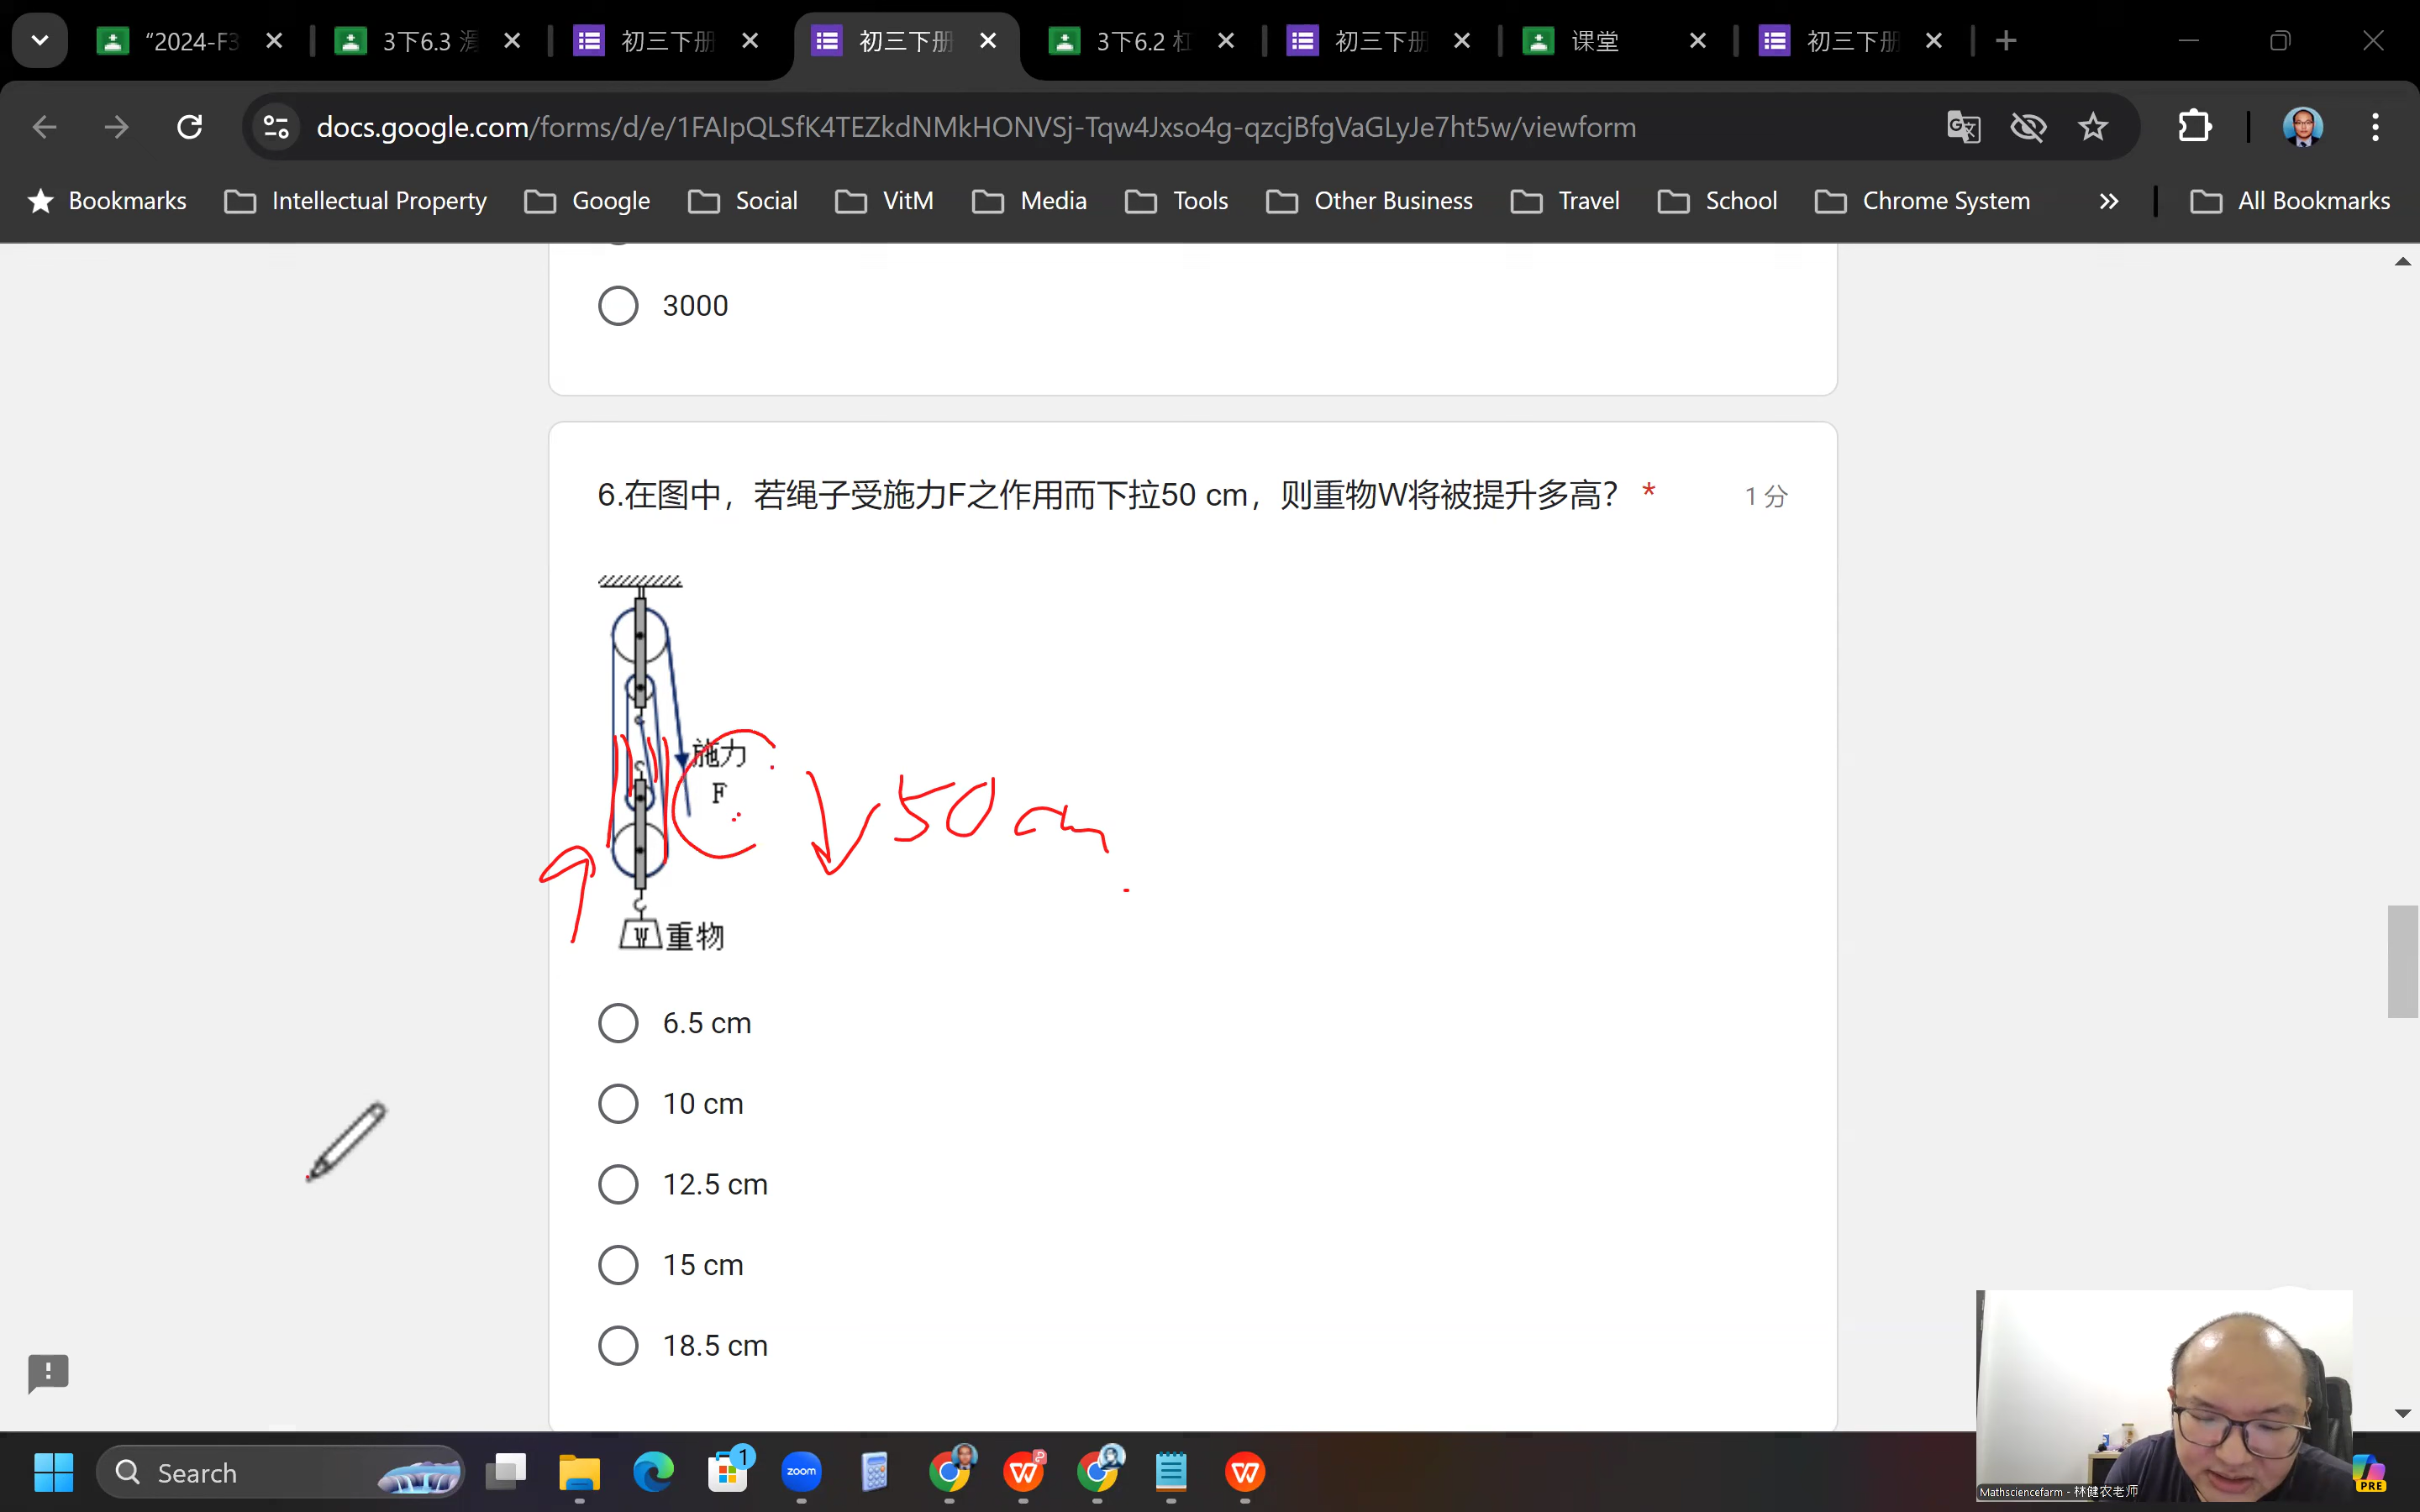 “2024-F3
3下6.3 滑
初三下册
初三下册
3下6.2 杠
初三下册
课堂
初三下册
docs.google.com/forms/d/e/1FAIpQLSfK4TEZkdNMkHONVSj-Tqw4Jxso4g-qzcjBfgVaGLyJe7ht5w/viewform
Bookmarks
Intellectual Property
Google
Social
VitM
Media
Tools
Other Business
Travel
School
Chrome System
All Bookmarks
3000
6.在图中，若绳子受施力F之作用而下拉50 cm，则重物W将被提升多高？ *
1 分
施力
F
50 cm
W
重物
6.5 cm
10 cm
12.5 cm
15 cm
18.5 cm
Mathsciencefarm - 林健农老师
Search
1
zoom
PRE